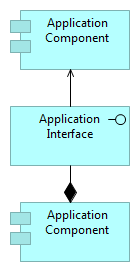 Application
Component
Application
Interface
Application
Component